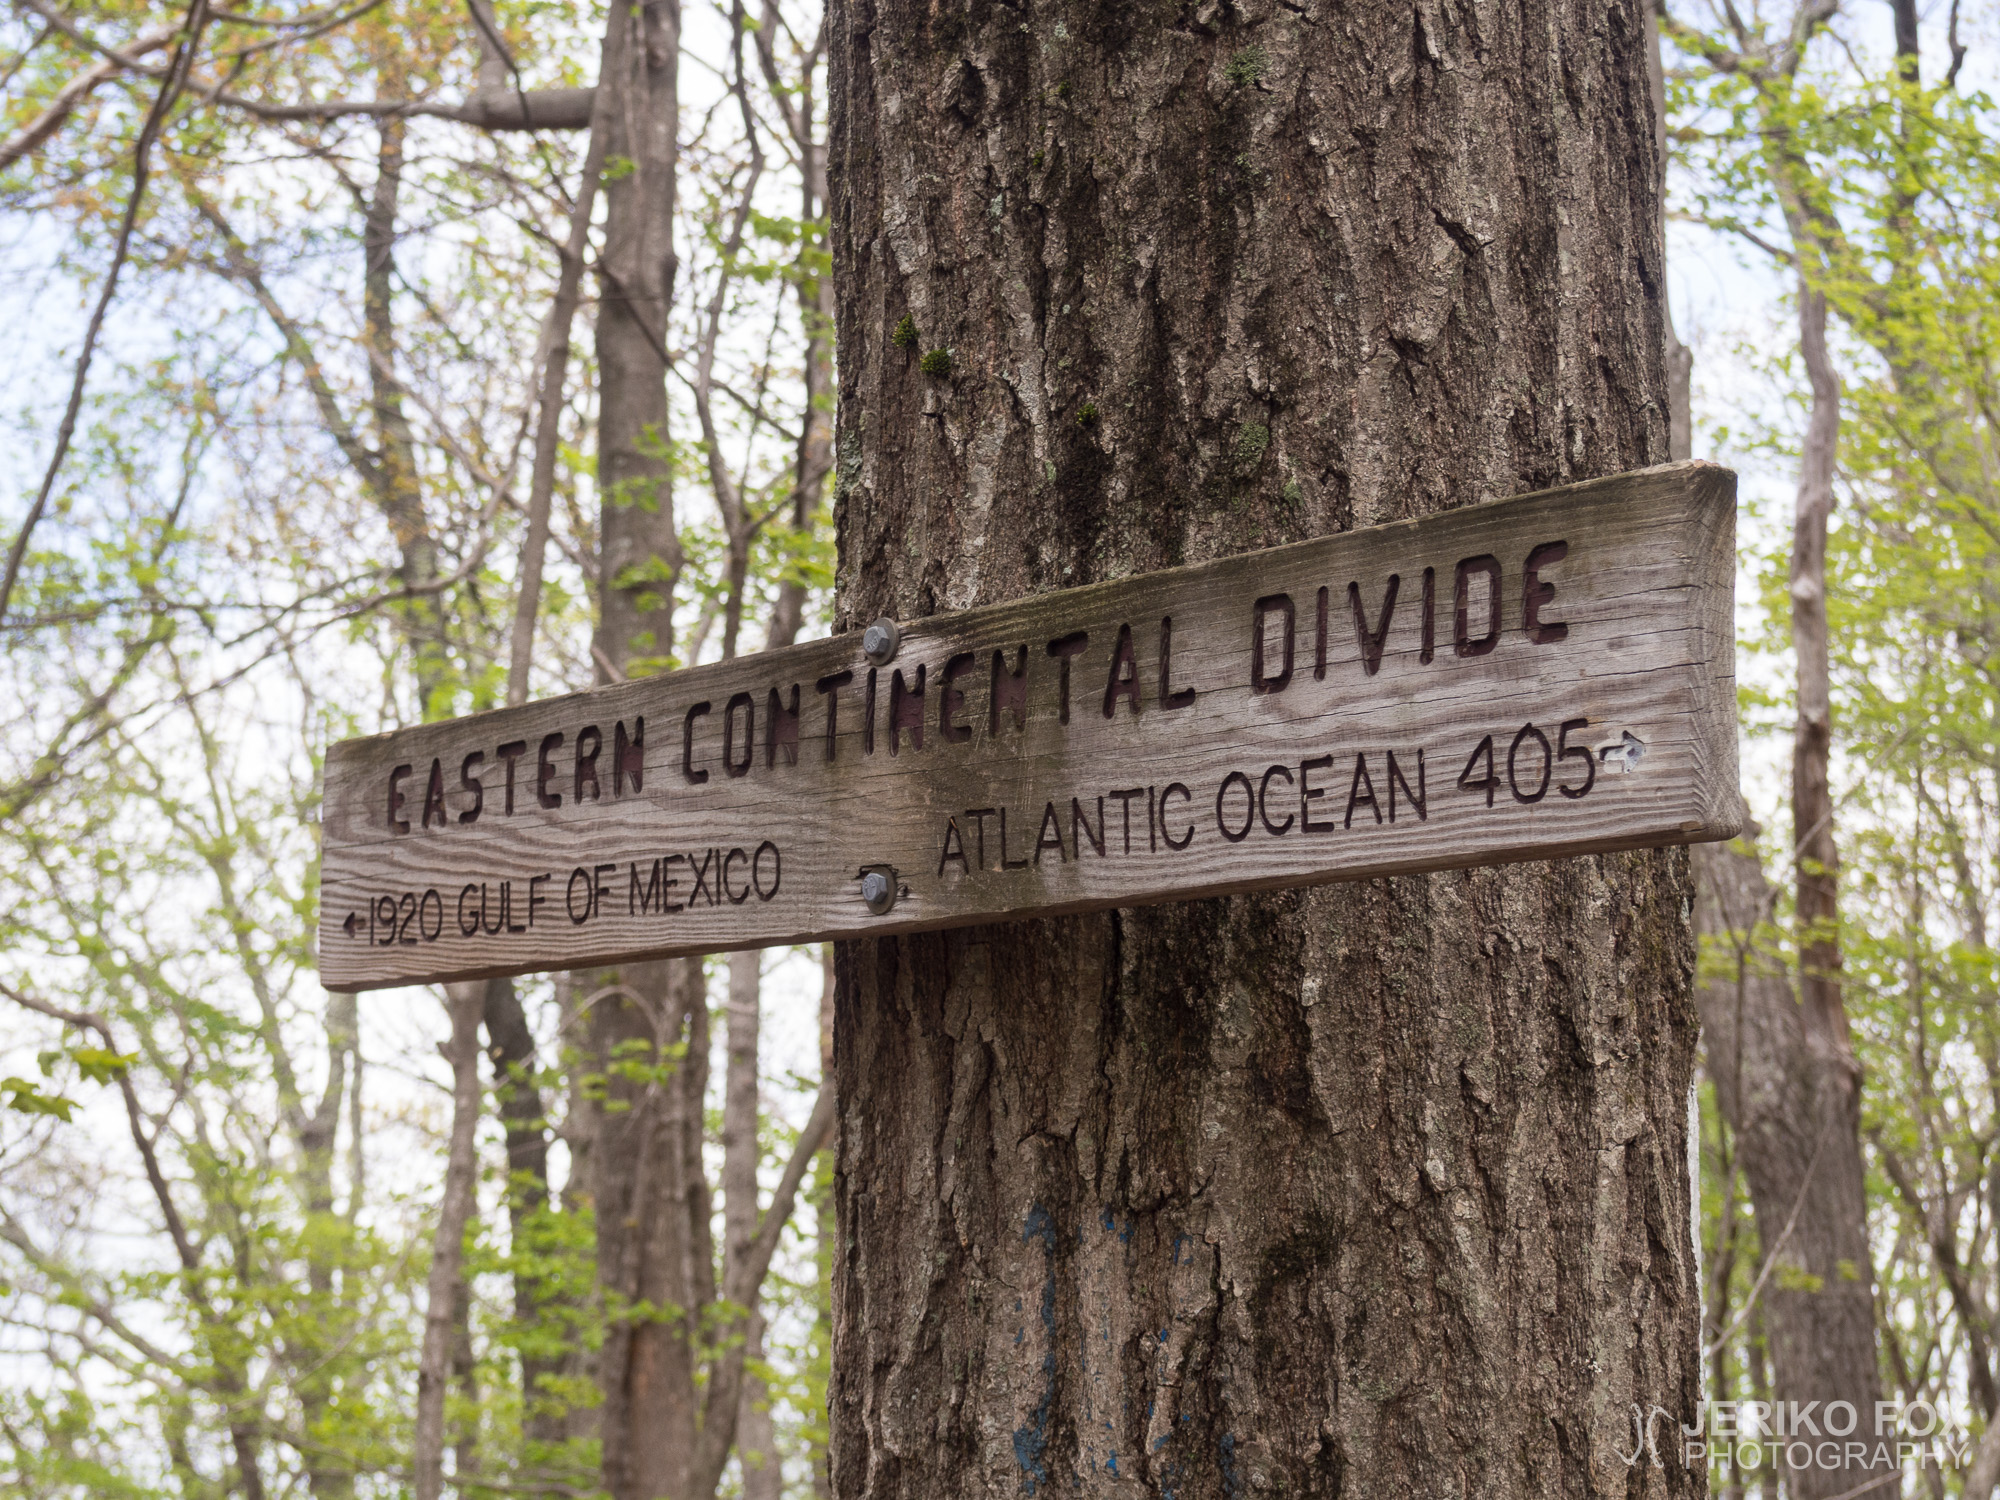 EASTERN CONTINENTAL DIVIDE
←1920 GULF OF MEXICO
ATLANTIC OCEAN 405→
JERIKO FOX
PHOTOGRAPHY